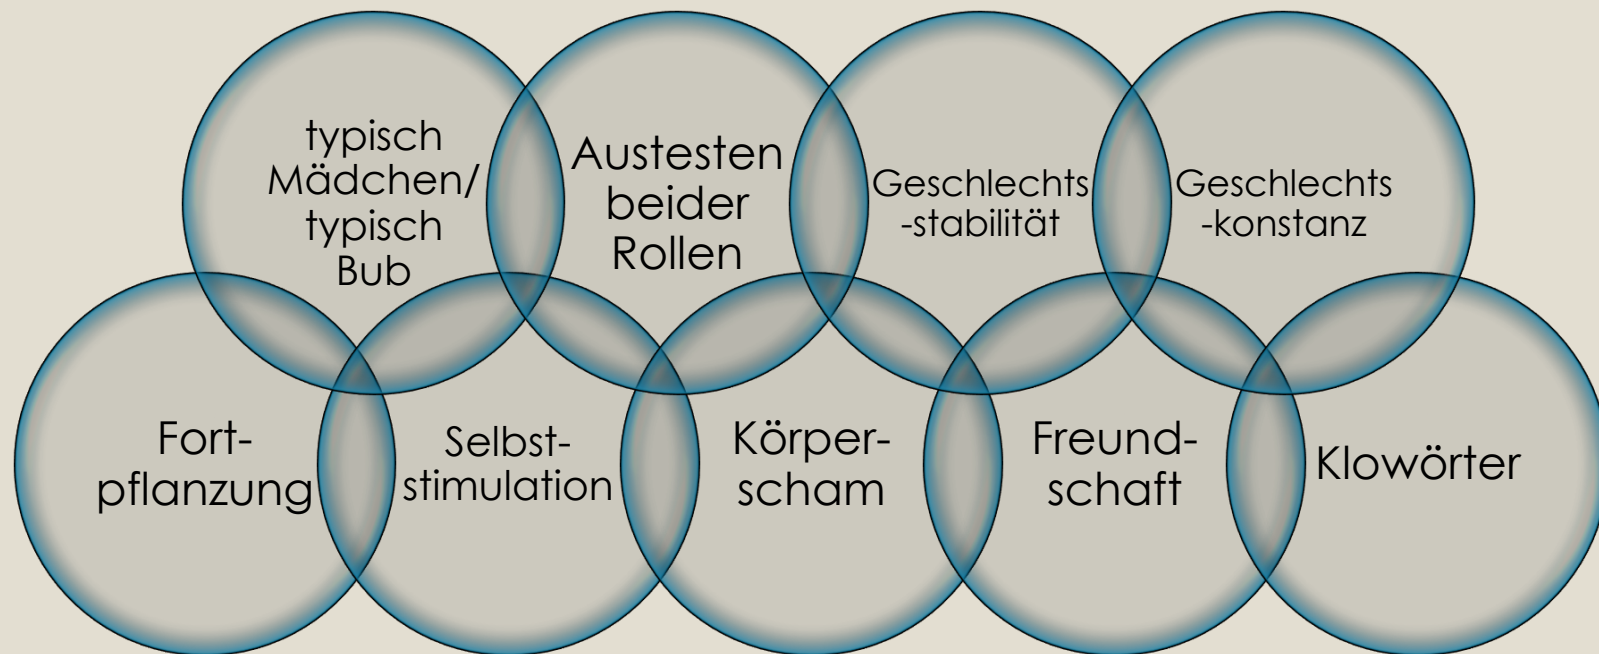 typisch
Mädchen/
typisch
Bub
Austesten
beider
Rollen
Geschlechts
-stabilität
Geschlechts
-konstanz
Fort-
pflanzung
Selbst-
stimulation
Körper-
scham
Freund-
schaft
Klowörter